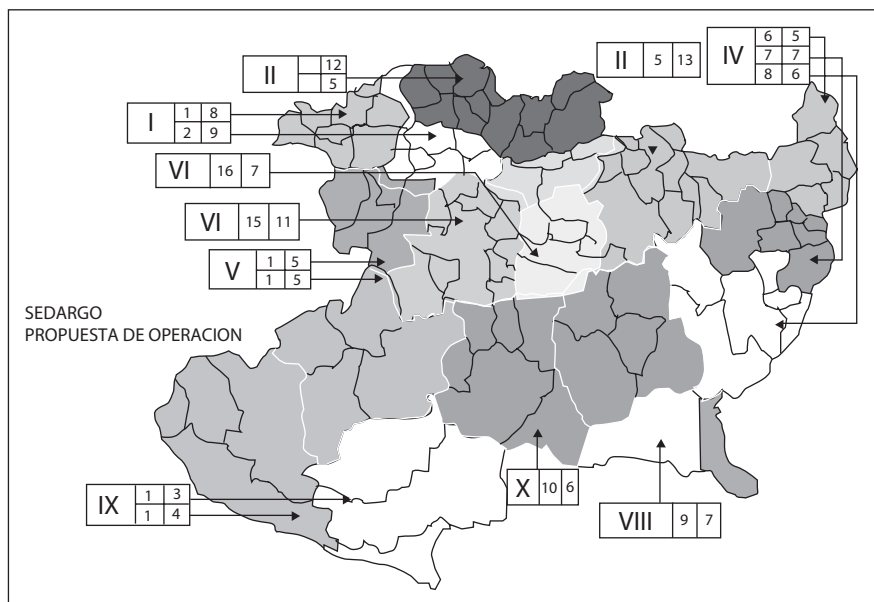 II 12
5
II 5 13
IV 6 5
7 7
8 6
I 1 8
2 9
VI 16 7
VI 15 11
V 1 5
1 5
SEDARGO
PROPUESTA DE OPERACION
IX 1 3
1 4
X 10 6
VIII 9 7